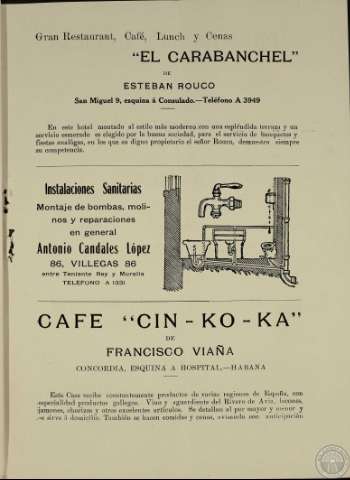 Gran Restaurant, Café, Lunch y Cenas
"EL CARABANCHEL"
DE
ESTEBAN ROUCO
San Miguel 9, esquina á Consulado.—Teléfono A 3949
En este hotel montado al estilo más moderno con una espléndida terraza y un
servicio esmerado es elegido por la buena sociedad, para el servicio de banquetes y
fiestas análogas, en los que su digno propietario el señor Rouco, demuestra siempre
su competencia.
Instalaciones Sanitarias
Montaje de bombas, moli-
nos y reparaciones
en general
Antonio Candales López
86, VILLEGAS 86
entre Teniente Rey y Muralla
TELEFONO A 1331
CAFE "CIN-KO-KA"
DE
FRANCISCO VIAÑA
CONCORDIA, ESQUINA A HOSPITAL,—HABANA
Esta Casa recibe constantemente productos de varias regiones de España, con
especialidad productos gallegos. Vino y aguardiente del Rivero de Avia, lacones,
jamones, chorizos y otros excelentes artículos. Se detallan al por mayor y menor y
se sirve á domicilio. También se hacen comidas y cenas, avisando con anticipación